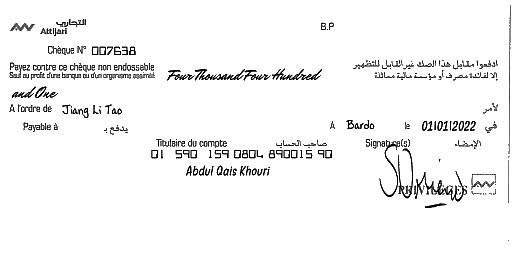 التجاري
Attijari
B.P
Chèque N° 007638
Payez contre ce chèque non endossable
Sauf au profit d'une banque ou d'un organisme assimilé
Four Thousand Four Hundred
ادفعوا مقابل هذا الصك غير القابل للتظهير
إلا لفائدة مصرف أو مؤسسة مالية مماثلة
and One
A l'ordre de Jiang Li Tao لأمر
Payable à يدفع بـ
A Bardo le 01/01/2022 في
Titulaire du compte صاحب الحساب
Signature(s) الإمضاء
01 590 159 0804 890015 90
Abdul Qais Khouri
PRIVILEGES